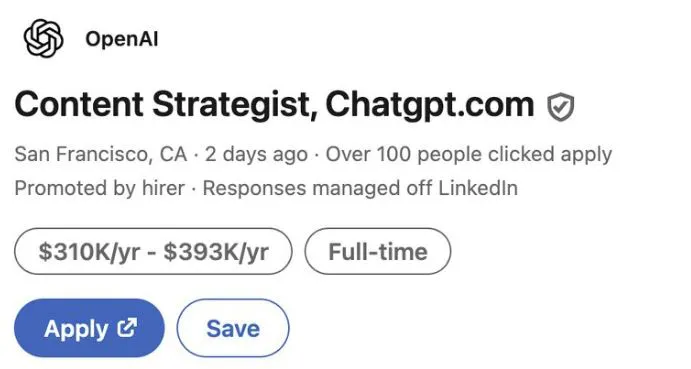 OpenAI
Content Strategist, Chatgpt.com
San Francisco, CA · 2 days ago · Over 100 people clicked apply
Promoted by hirer · Responses managed off LinkedIn
$310K/yr - $393K/yr Full-time
Apply Save